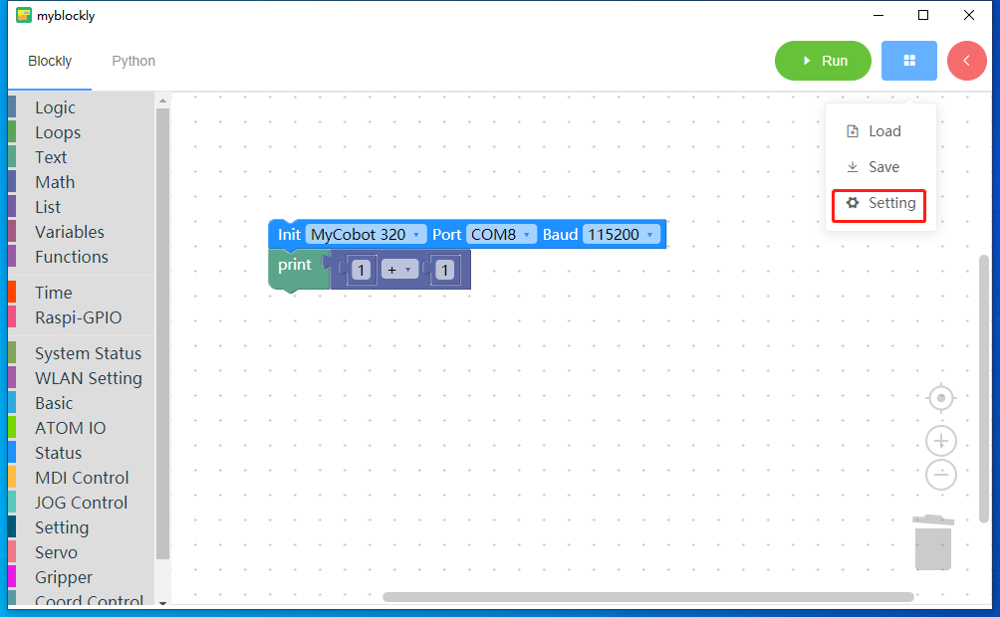 myblockly
Blockly
Python
Run
Load
Save
Setting
Logic
Loops
Text
Math
List
Variables
Functions
Time
Raspi-GPIO
System Status
WLAN Setting
Basic
ATOM IO
Status
MDI Control
JOG Control
Setting
Servo
Gripper
Coord Control
Init MyCobot 320 Port COM8 Baud 115200
print 1 + 1